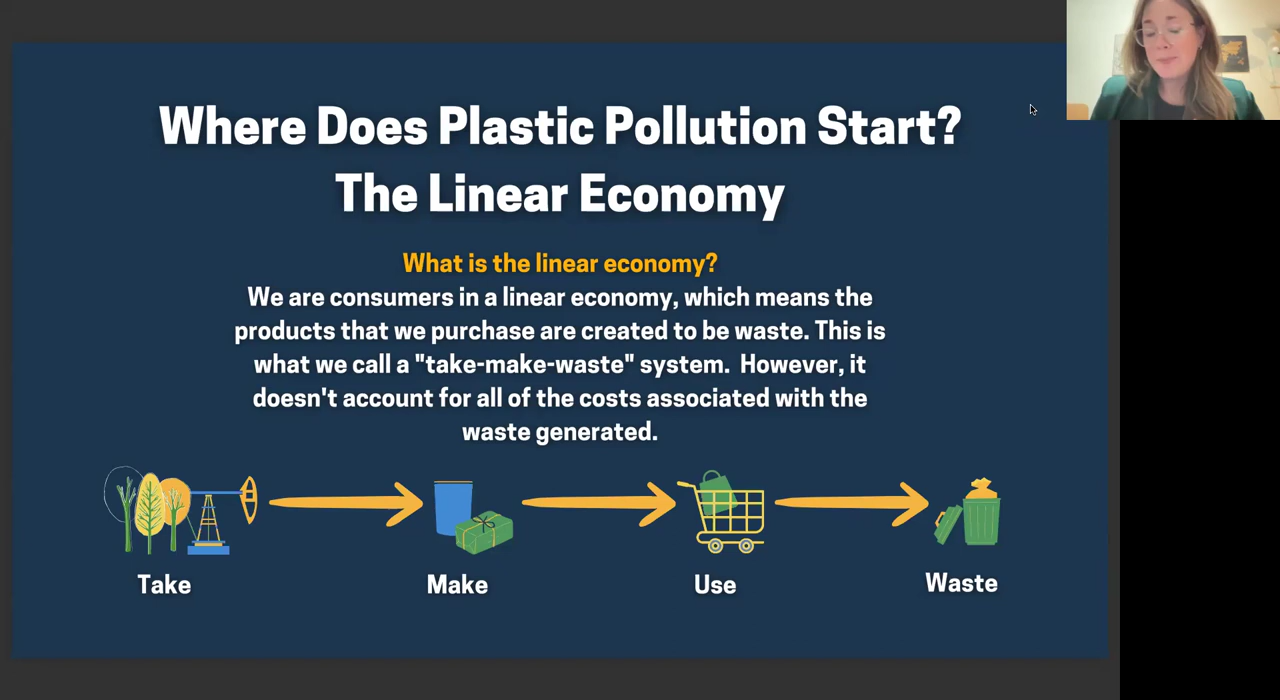 Where Does Plastic Pollution Start?
The Linear Economy
What is the linear economy?
We are consumers in a linear economy, which means the
products that we purchase are created to be waste. This is
what we call a "take-make-waste" system.  However, it
doesn't account for all of the costs associated with the
waste generated.
Take
Make
Use
Waste